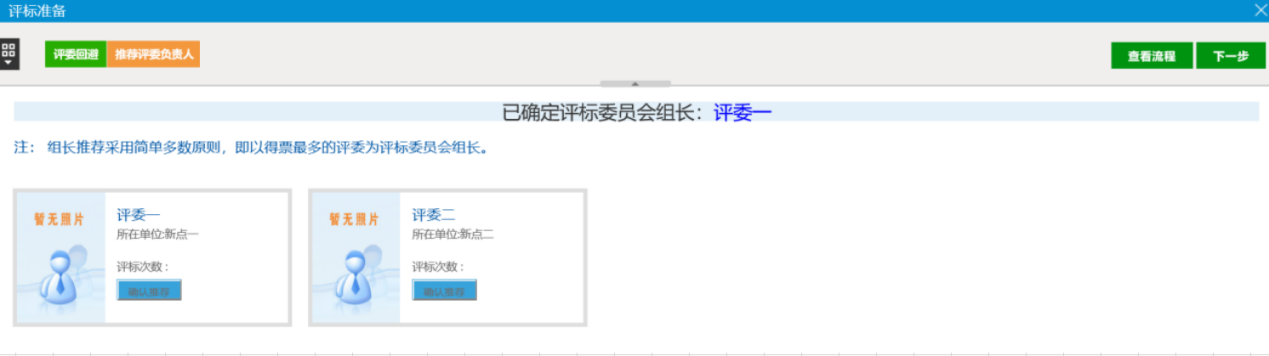 评标准备
评委回避 推荐评委负责人 查看流程 下一步
已确定评标委员会组长：评委一
注： 组长推荐采用简单多数原则，即以得票最多的评委为评标委员会组长。
暂无照片
评委一
所在单位:新点一
评标次数：
确认推荐
暂无照片
评委二
所在单位:新点二
评标次数：
确认推荐